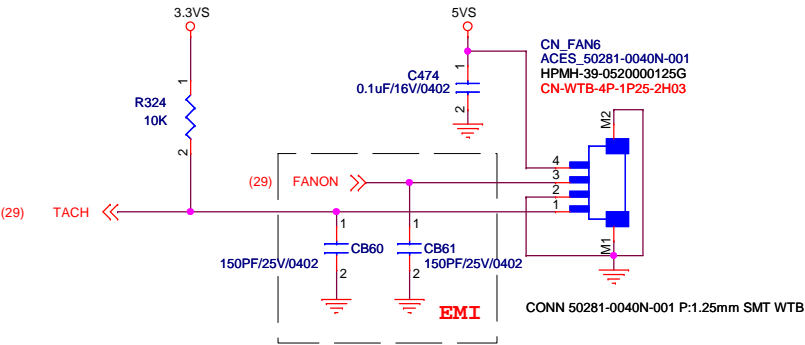 3.3VS
5VS
CN_FAN6
ACES_50281-0040N-001
HPMH-39-0520000125G
CN-WTB-4P-1P25-2H03
C474
0.1uF/16V/0402
1
2
R324
10K
1
2
M2
4
3
2
1
M1
(29) FANON
(29) TACH
1
CB60
150PF/25V/0402
2
1
CB61
150PF/25V/0402
2
EMI
CONN 50281-0040N-001 P:1.25mm SMT WTB